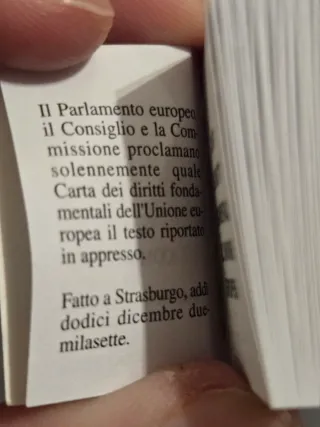 Il Parlamento europeo,
il Consiglio e la Com-
missione proclamano
solennemente quale
Carta dei diritti fonda-
mentali dell'Unione eu-
ropea il testo riportato
in appresso.
Fatto a Strasburgo, addì
dodici dicembre due-
milasette.